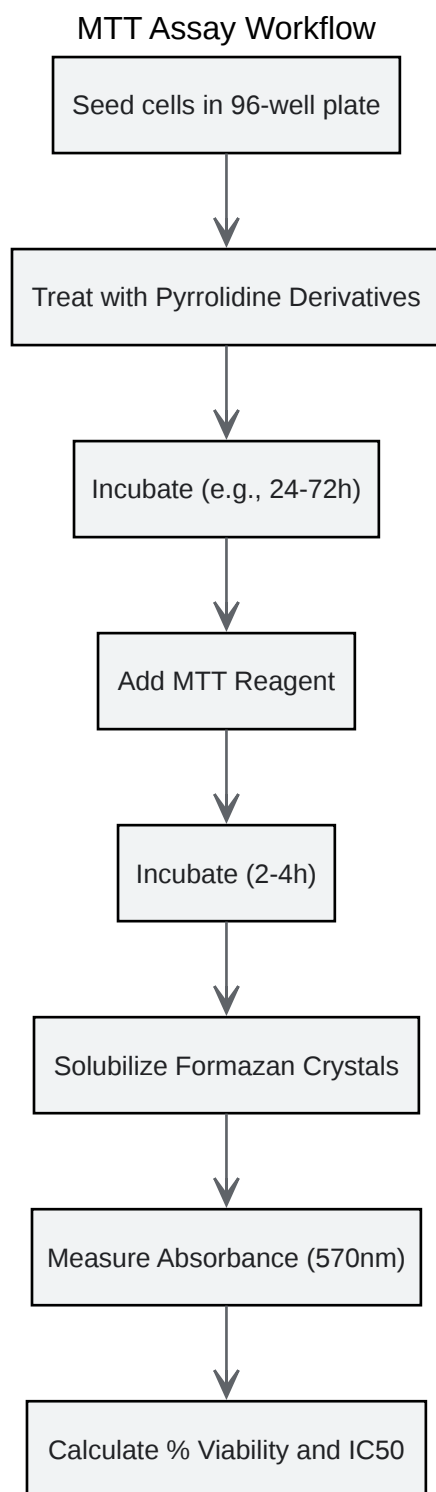 MTT Assay Workflow
Seed cells in 96-well plate
Treat with Pyrrolidine Derivatives
Incubate (e.g., 24-72h)
Add MTT Reagent
Incubate (2-4h)
Solubilize Formazan Crystals
Measure Absorbance (570nm)
Calculate % Viability and IC50